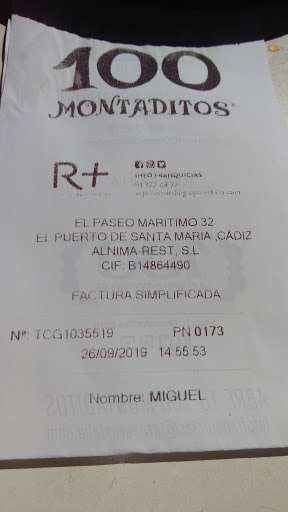 100
MONTADITOS
R+
INFO FRANQUICIAS
EL PASEO MARITIMO 32
EL PUERTO DE SANTA MARIA ,CÁDIZ
ALNIMA-REST, S.L
CIF: B14864490
FACTURA SIMPLIFICADA
Nº: TCG1035519 PN 0173
26/09/2019 14:55:53
Nombre: MIGUEL